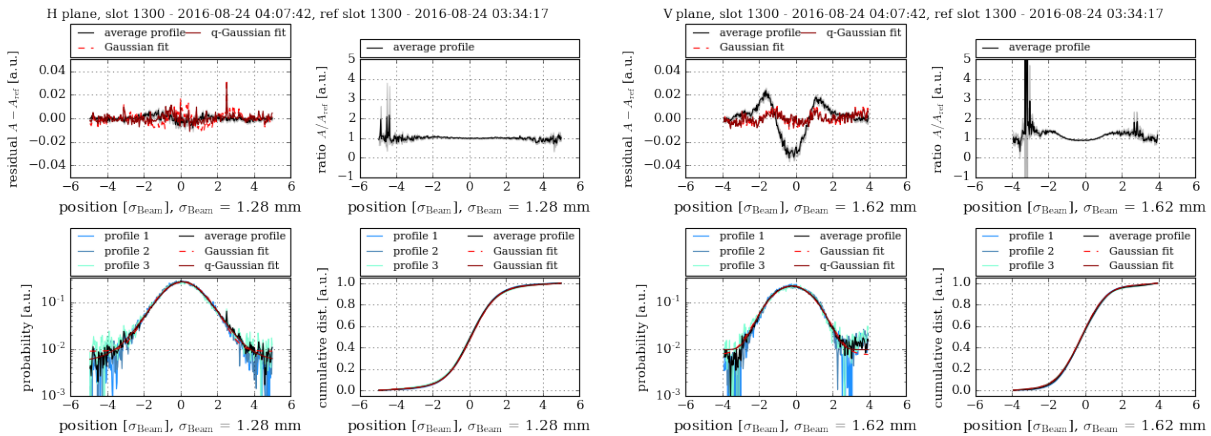 H plane, slot 1300 - 2016-08-24 04:07:42, ref slot 1300 - 2016-08-24 03:34:17
average profile
q-Gaussian fit
Gaussian fit
residual A − A_ref [a.u.]
0.04
0.02
0.00
−0.02
−0.04
−6 −4 −2 0 2 4 6
position [σ_Beam], σ_Beam = 1.28 mm
average profile
ratio A/A_ref [a.u.]
5
4
3
2
1
0
−1
−6 −4 −2 0 2 4 6
position [σ_Beam], σ_Beam = 1.28 mm
V plane, slot 1300 - 2016-08-24 04:07:42, ref slot 1300 - 2016-08-24 03:34:17
average profile
q-Gaussian fit
Gaussian fit
residual A − A_ref [a.u.]
0.04
0.02
0.00
−0.02
−0.04
−6 −4 −2 0 2 4 6
position [σ_Beam], σ_Beam = 1.62 mm
average profile
ratio A/A_ref [a.u.]
5
4
3
2
1
0
−1
−6 −4 −2 0 2 4 6
position [σ_Beam], σ_Beam = 1.62 mm
profile 1
profile 2
profile 3
average profile
Gaussian fit
q-Gaussian fit
probability [a.u.]
10^-1
10^-2
10^-3
−6 −4 −2 0 2 4 6
position [σ_Beam], σ_Beam = 1.28 mm
profile 1
profile 2
profile 3
average profile
Gaussian fit
Gaussian fit
cumulative dist. [a.u.]
1.0
0.8
0.6
0.4
0.2
0.0
−6 −4 −2 0 2 4 6
position [σ_Beam], σ_Beam = 1.28 mm
profile 1
profile 2
profile 3
average profile
Gaussian fit
q-Gaussian fit
probability [a.u.]
10^-1
10^-2
10^-3
−6 −4 −2 0 2 4 6
position [σ_Beam], σ_Beam = 1.62 mm
profile 1
profile 2
profile 3
average profile
Gaussian fit
Gaussian fit
cumulative dist. [a.u.]
1.0
0.8
0.6
0.4
0.2
0.0
−6 −4 −2 0 2 4 6
position [σ_Beam], σ_Beam = 1.62 mm